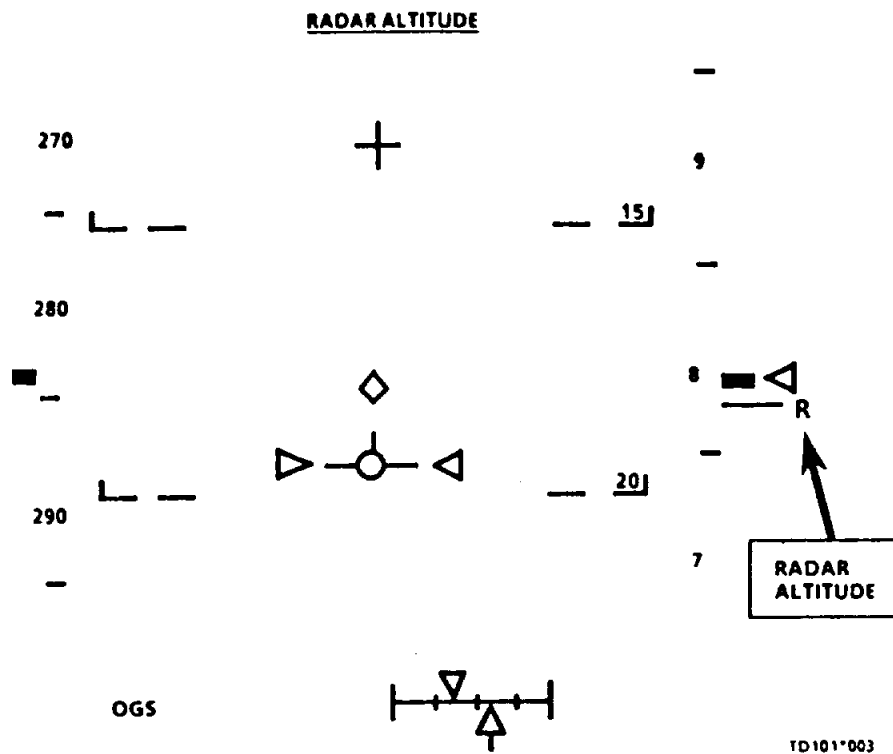 RADAR ALTITUDE
270
9
15
280
8
R
20
290
7
RADAR
ALTITUDE
OGS
TD101*003